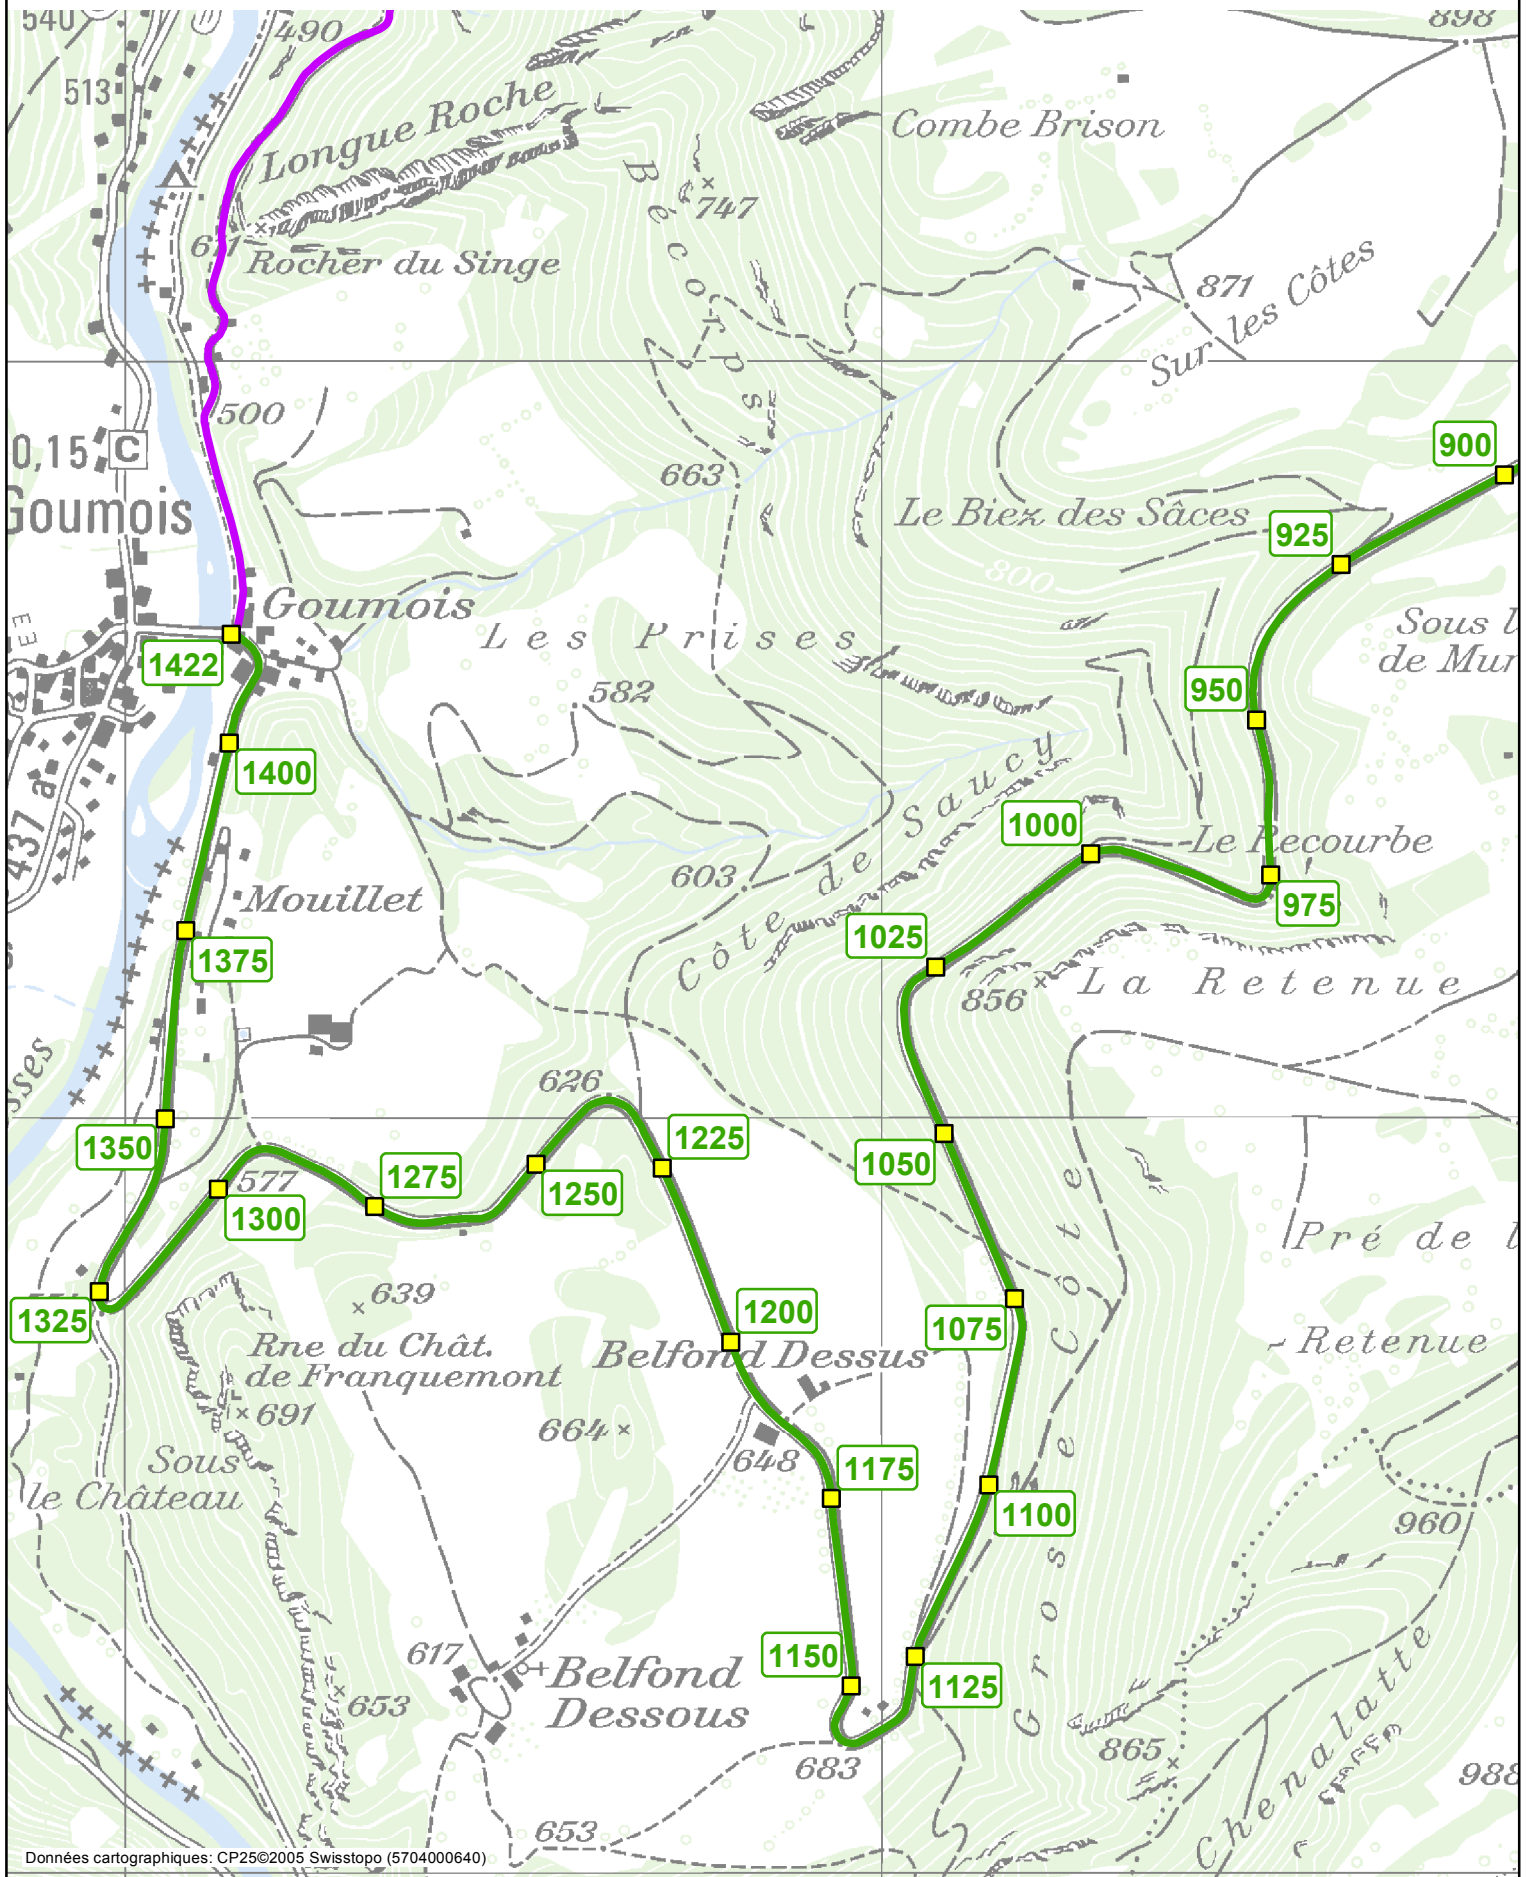 540
490
898
513
Longue Roche
Combe Brison
Bécorps
747
611
Rocher du Singe
871
Sur les Côtes
500
900
0,15
C
663
Goumois
Le Biez des Sâces
925
800
Goumois
Les Prises
Sous l
de Mur
1422
582
950
1400
Côte de Saucy
1000
437 a
Le Recourbe
603
Mouillet
975
1025
1375
856
La Retenue
sses
626
1350
1225
1050
1275
1250
577
1300
Pré de l
639
1325
1200
1075
Retenue
Rne du Chât.
de Franquemont
Belfond Dessus
691
664
648
Sous
le Château
1175
1100
960
Grosse Côte
617
1150
Belfond
Dessous
1125
653
683
865
Chenalatte
988
653
Données cartographiques: CP25©2005 Swisstopo (5704000640)